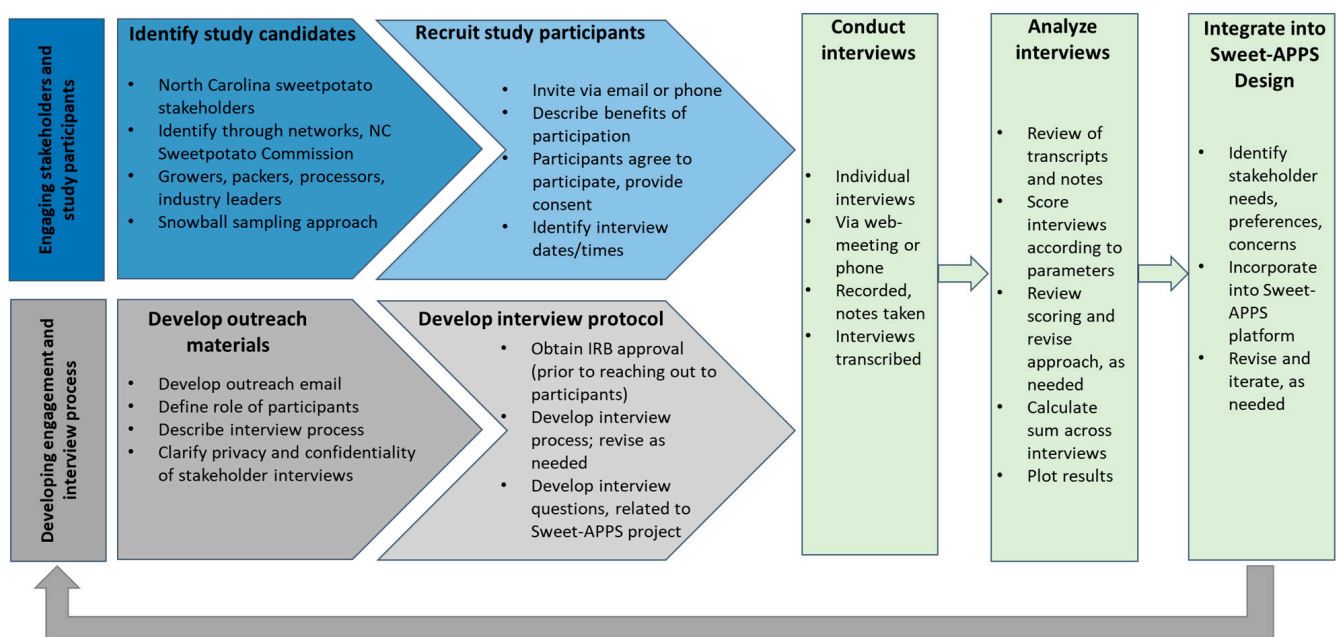 Engaging stakeholders and
study participants
Identify study candidates
• North Carolina sweetpotato
stakeholders
• Identify through networks, NC
Sweetpotato Commission
• Growers, packers, processors,
industry leaders
• Snowball sampling approach
Recruit study participants
• Invite via email or phone
• Describe benefits of
participation
• Participants agree to
participate, provide
consent
• Identify interview
dates/times
Developing engagement and
interview process
Develop outreach
materials
• Develop outreach email
• Define role of participants
• Describe interview process
• Clarify privacy and confidentiality
of stakeholder interviews
Develop interview protocol
• Obtain IRB approval
(prior to reaching out to
participants)
• Develop interview
process; revise as
needed
• Develop interview
questions, related to
Sweet-APPS project
Conduct
interviews
• Individual
interviews
• Via web-
meeting or
phone
• Recorded,
notes taken
• Interviews
transcribed
Analyze
interviews
• Review of
transcripts
and notes
• Score
interviews
according to
parameters
• Review
scoring and
revise
approach, as
needed
• Calculate
sum across
interviews
• Plot results
Integrate into
Sweet-APPS
Design
• Identify
stakeholder
needs,
preferences,
concerns
• Incorporate
into Sweet-
APPS
platform
• Revise and
iterate, as
needed